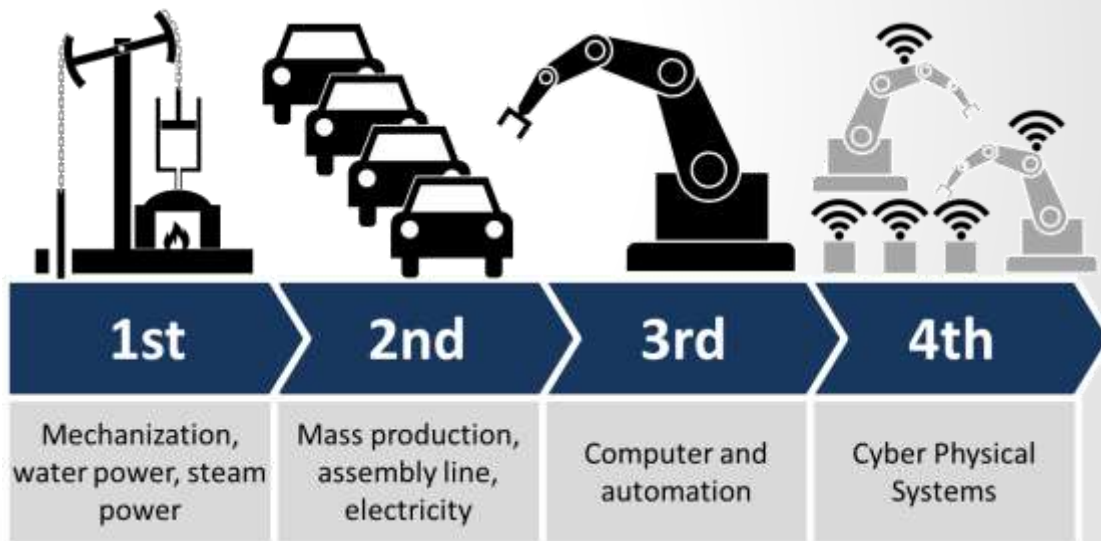 1st
2nd
3rd
4th
Mechanization,
water power, steam
power
Mass production,
assembly line,
electricity
Computer and
automation
Cyber Physical
Systems